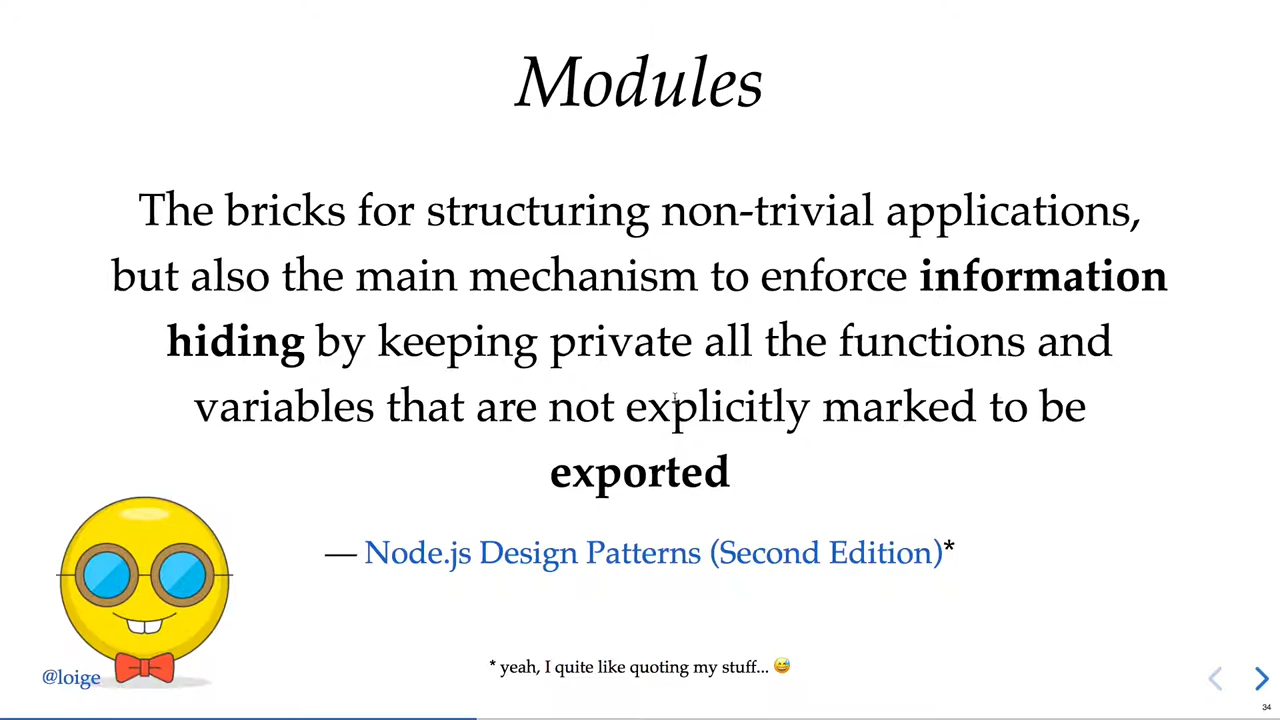 Modules
The bricks for structuring non-trivial applications,
but also the main mechanism to enforce information
hiding by keeping private all the functions and
variables that are not explicitly marked to be
exported
— Node.js Design Patterns (Second Edition)*
@loige
* yeah, I quite like quoting my stuff... 😅
34